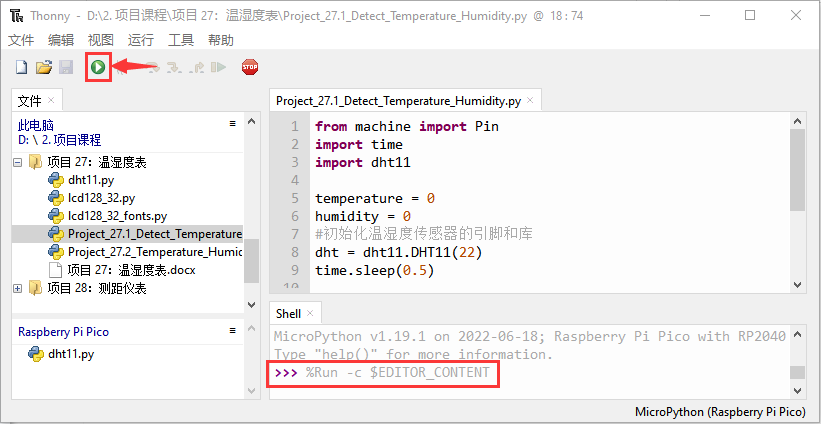 Thonny - D:\2.项目课程\项目 27：温湿度表\Project_27.1_Detect_Temperature_Humidity.py @ 18 : 74
文件 编辑 视图 运行 工具 帮助
STOP
文件 ×
此电脑
D: \ 2. 项目课程
项目 27：温湿度表
dht11.py
lcd128_32.py
lcd128_32_fonts.py
Project_27.1_Detect_Temperature
Project_27.2_Temperature_Humid
项目 27：温湿度表.docx
项目 28：测距仪表
Raspberry Pi Pico
dht11.py
Project_27.1_Detect_Temperature_Humidity.py ×
1 from machine import Pin
2 import time
3 import dht11
4
5 temperature = 0
6 humidity = 0
7 #初始化温湿度传感器的引脚和库
8 dht = dht11.DHT11(22)
9 time.sleep(0.5)
10
Shell ×
MicroPython v1.19.1 on 2022-06-18; Raspberry Pi Pico with RP2040
Type "help()" for more information.
>>> %Run -c $EDITOR_CONTENT
MicroPython (Raspberry Pi Pico)